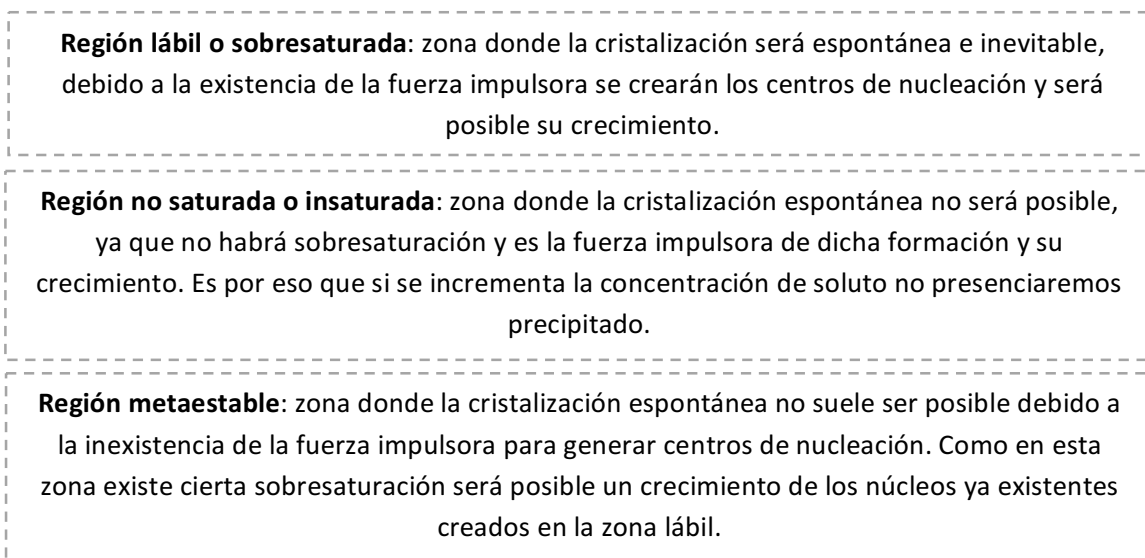 Región lábil o sobresaturada: zona donde la cristalización será espontánea e inevitable,
debido a la existencia de la fuerza impulsora se crearán los centros de nucleación y será
posible su crecimiento.
Región no saturada o insaturada: zona donde la cristalización espontánea no será posible,
ya que no habrá sobresaturación y es la fuerza impulsora de dicha formación y su
crecimiento. Es por eso que si se incrementa la concentración de soluto no presenciaremos
precipitado.
Región metaestable: zona donde la cristalización espontánea no suele ser posible debido a
la inexistencia de la fuerza impulsora para generar centros de nucleación. Como en esta
zona existe cierta sobresaturación será posible un crecimiento de los núcleos ya existentes
creados en la zona lábil.